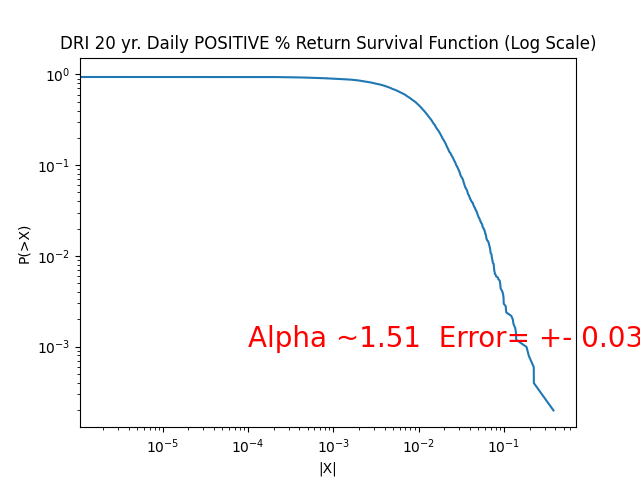 DRI 20 yr. Daily POSITIVE % Return Survival Function (Log Scale)
10⁰
10⁻¹
10⁻²
10⁻³
P(>X)
Alpha ~1.51  Error= +- 0.03
10⁻⁵
10⁻⁴
10⁻³
10⁻²
10⁻¹
|X|